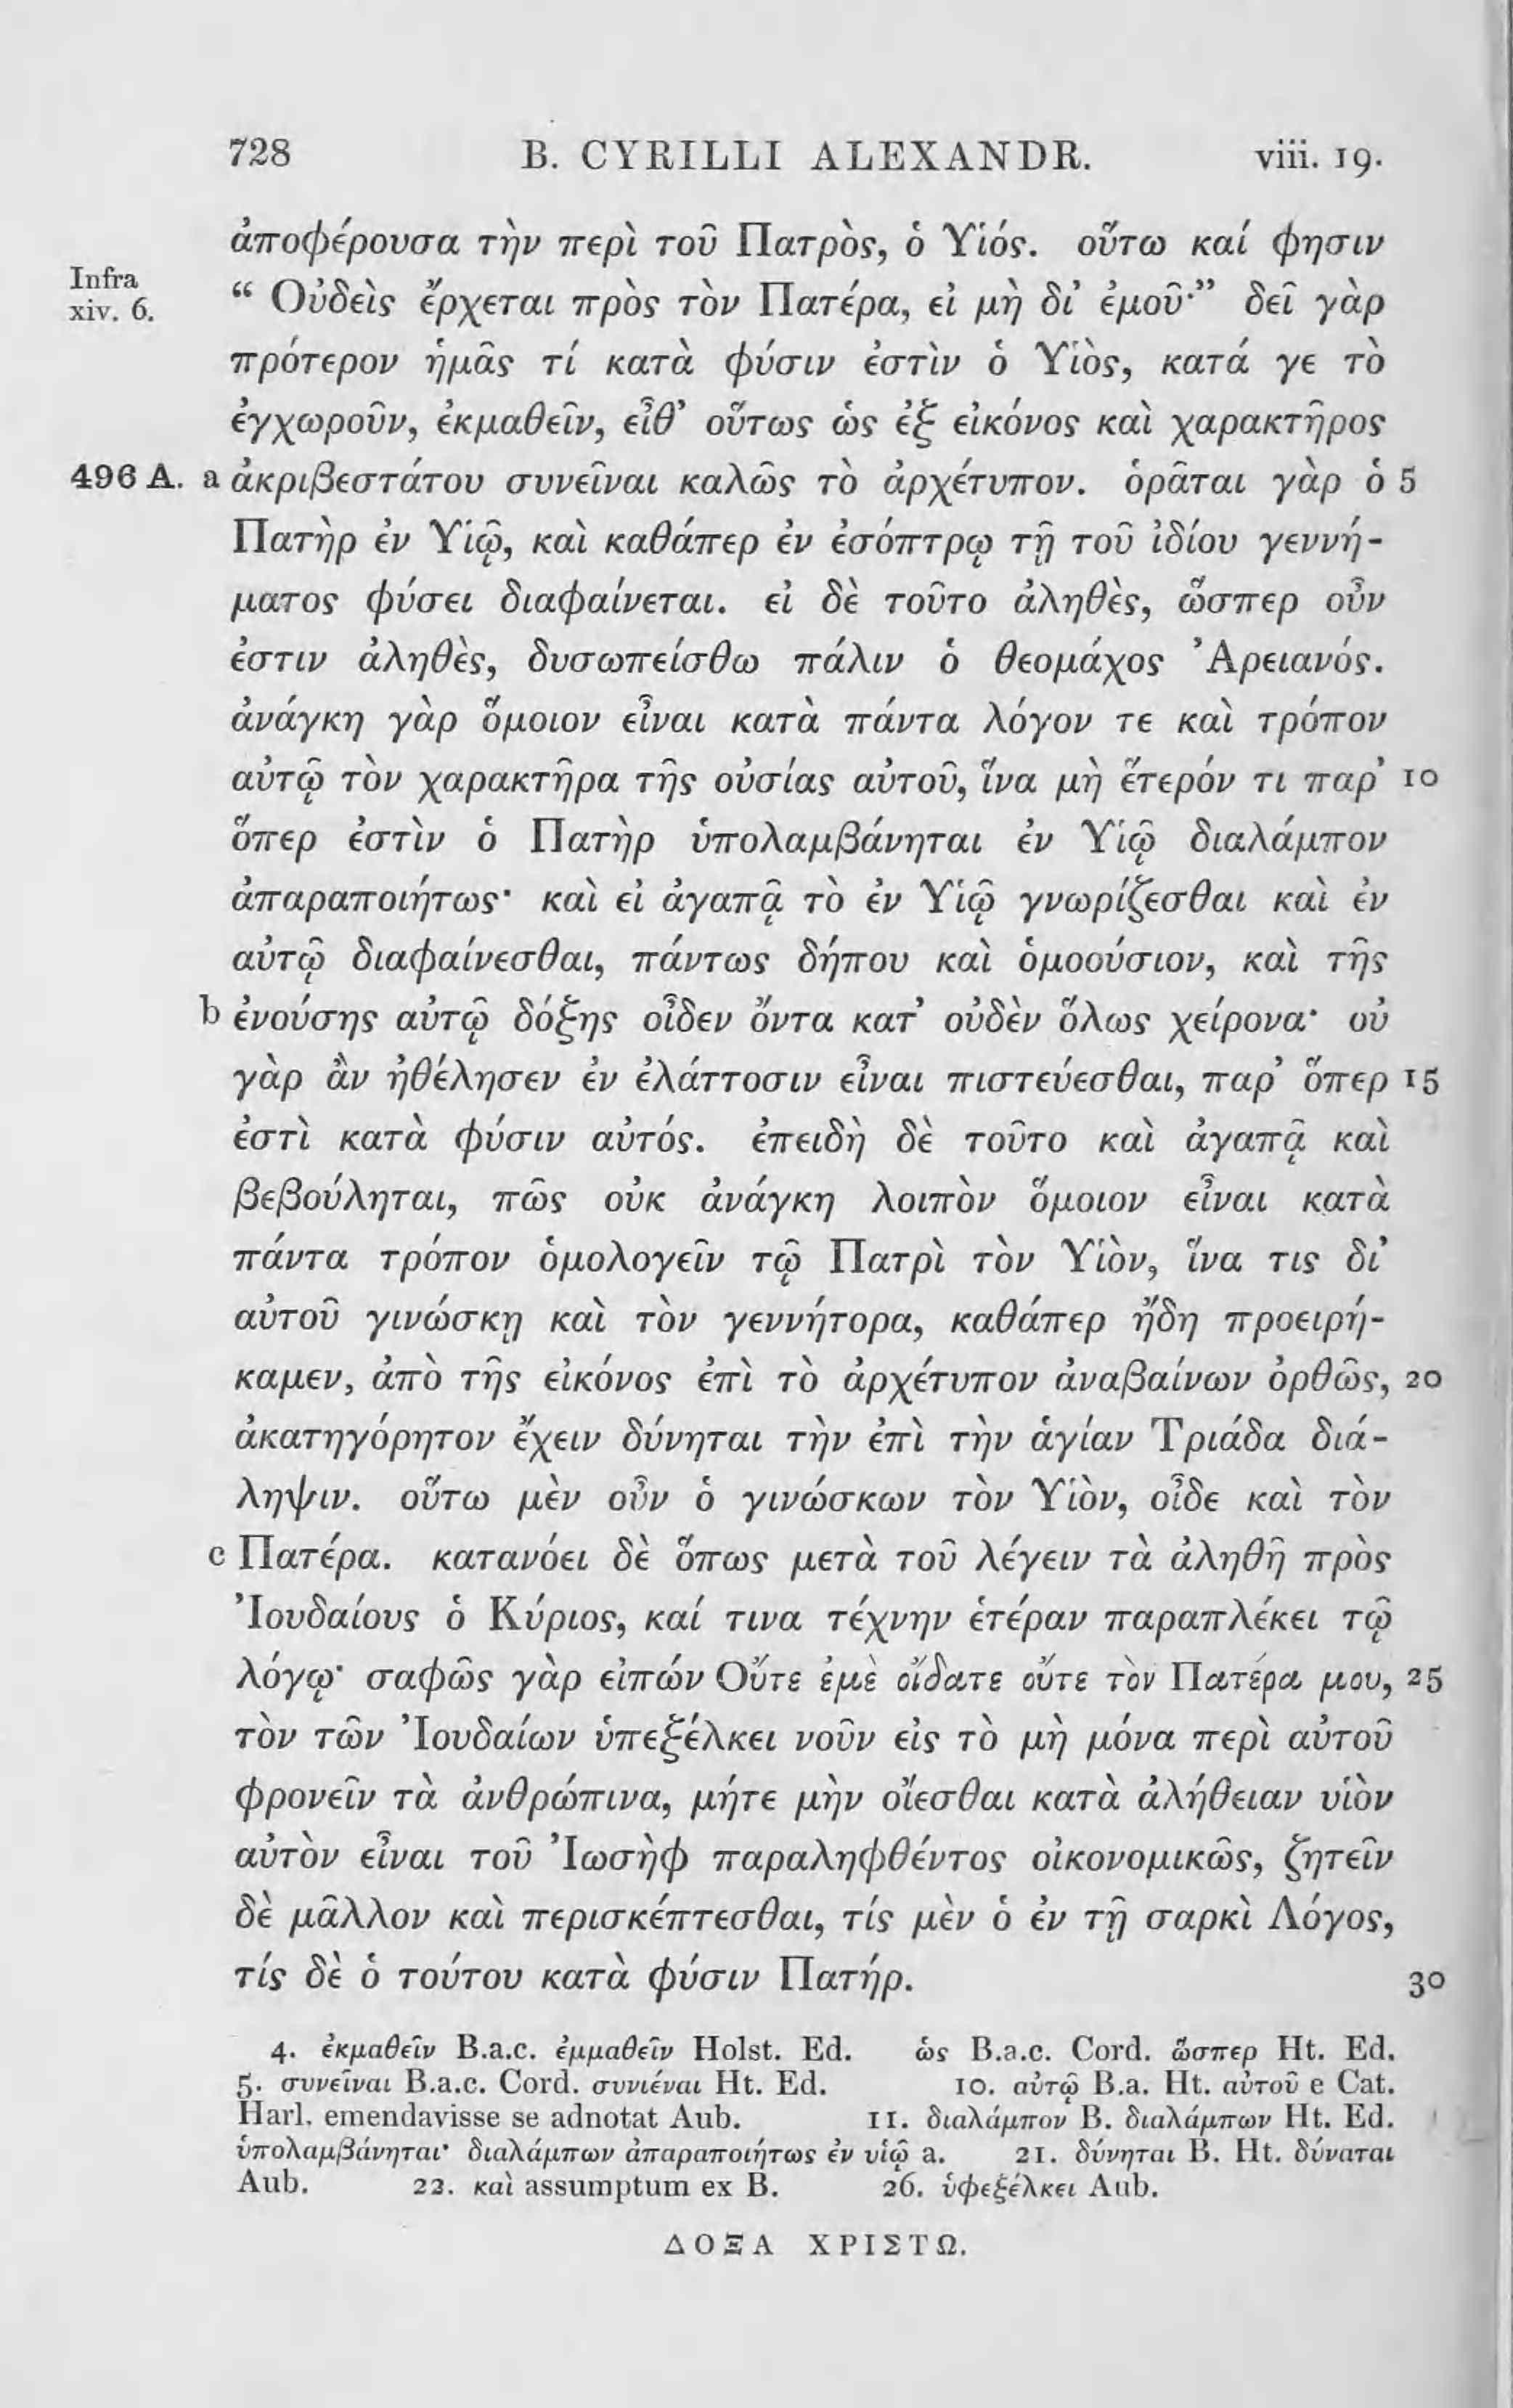 728 B. CYRILLI ALEXANDR. viii. 19.
ἀποφέρουσα τὴν περὶ τοῦ Πατρὸς, ὁ Υἱός. οὕτω καί φησιν
Infra
xiv. 6.
“ Οὐδεὶς ἔρχεται πρὸς τὸν Πατέρα, εἰ μὴ δι’ ἐμοῦ·” δεῖ γὰρ
πρότερον ἡμᾶς τί κατὰ φύσιν ἐστὶν ὁ Υἱὸς, κατά γε τὸ
ἐγχωροῦν, ἐκμαθεῖν, εἶθ’ οὕτως ὡς ἐξ εἰκόνος καὶ χαρακτῆρος
496 A. a ἀκριβεστάτου συνεῖναι καλῶς τὸ ἀρχέτυπον. ὁρᾶται γὰρ ὁ 5
Πατὴρ ἐν Υἱῷ, καὶ καθάπερ ἐν ἐσόπτρῳ τῇ τοῦ ἰδίου γεννή-
ματος φύσει διαφαίνεται. εἰ δὲ τοῦτο ἀληθὲς, ὥσπερ οὖν
ἐστιν ἀληθὲς, δυσωπείσθω πάλιν ὁ θεομάχος Ἀρειανός.
ἀνάγκη γὰρ ὅμοιον εἶναι κατὰ πάντα λόγον τε καὶ τρόπον
αὐτῷ τὸν χαρακτῆρα τῆς οὐσίας αὐτοῦ, ἵνα μὴ ἕτερόν τι παρ’ 10
ὅπερ ἐστὶν ὁ Πατὴρ ὑπολαμβάνηται ἐν Υἱῷ διαλάμπον
ἀπαραποιήτως· καὶ εἰ ἀγαπᾷ τὸ ἐν Υἱῷ γνωρίζεσθαι καὶ ἐν
αὐτῷ διαφαίνεσθαι, πάντως δήπου καὶ ὁμοούσιον, καὶ τῆς
b ἐνούσης αὐτῷ δόξης οἶδεν ὄντα κατ’ οὐδὲν ὅλως χείρονα· οὐ
γὰρ ἂν ἠθέλησεν ἐν ἐλάττοσιν εἶναι πιστεύεσθαι, παρ’ ὅπερ 15
ἐστὶ κατὰ φύσιν αὐτός. ἐπειδὴ δὲ τοῦτο καὶ ἀγαπᾷ καὶ
βεβούληται, πῶς οὐκ ἀνάγκη λοιπὸν ὅμοιον εἶναι κατὰ
πάντα τρόπον ὁμολογεῖν τῷ Πατρὶ τὸν Υἱὸν, ἵνα τις δι’
αὐτοῦ γινώσκῃ καὶ τὸν γεννήτορα, καθάπερ ἤδη προειρή-
καμεν, ἀπὸ τῆς εἰκόνος ἐπὶ τὸ ἀρχέτυπον ἀναβαίνων ὀρθῶς, 20
ἀκατηγόρητον ἔχειν δύνηται τὴν ἐπὶ τὴν ἁγίαν Τριάδα διά-
ληψιν. οὕτω μὲν οὖν ὁ γινώσκων τὸν Υἱὸν, οἶδε καὶ τὸν
c Πατέρα. κατανόει δὲ ὅπως μετὰ τοῦ λέγειν τὰ ἀληθῆ πρὸς
Ἰουδαίους ὁ Κύριος, καί τινα τέχνην ἑτέραν παραπλέκει τῷ
λόγῳ· σαφῶς γὰρ εἰπών Οὔτε ἐμὲ οἴδατε οὔτε τὸν Πατέρα μου, 25
τὸν τῶν Ἰουδαίων ὑπεξέλκει νοῦν εἰς τὸ μὴ μόνα περὶ αὐτοῦ
φρονεῖν τὰ ἀνθρώπινα, μήτε μὴν οἴεσθαι κατὰ ἀλήθειαν υἱὸν
αὐτὸν εἶναι τοῦ Ἰωσὴφ παραληφθέντος οἰκονομικῶς, ζητεῖν
δὲ μᾶλλον καὶ περισκέπτεσθαι, τίς μὲν ὁ ἐν τῇ σαρκὶ Λόγος,
τίς δὲ ὁ τούτου κατὰ φύσιν Πατήρ. 30
4. ἐκμαθεῖν B.a.c. ἐμμαθεῖν Holst. Ed. ὡς B.a.c. Cord. ὥσπερ Ht. Ed.
5. συνεῖναι B.a.c. Cord. συνιέναι Ht. Ed. 10. αὐτῷ B.a. Ht. αὐτοῦ e Cat.
Harl. emendavisse se adnotat Aub. 11. διαλάμπον B. διαλάμπων Ht. Ed.
ὑπολαμβάνηται· διαλάμπων ἀπαραποιήτως ἐν υἱῷ a. 21. δύνηται B. Ht. δύναται
Aub. 22. καὶ assumptum ex B. 26. ὑφεξέλκει Aub.
ΔΟΞΑ ΧΡΙΣΤΩ.